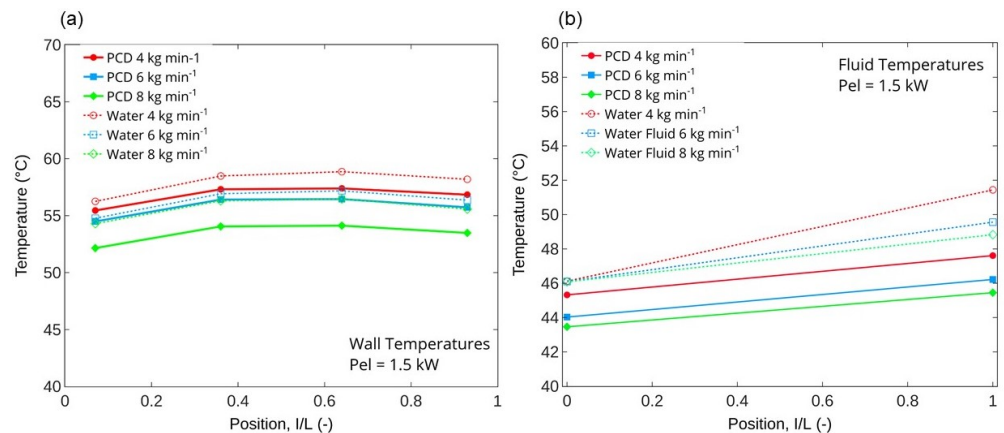 (a)
70
65
60
55
50
45
40
0
0.2
0.4
0.6
0.8
1
Temperature (°C)
Position, I/L (-)
PCD 4 kg min-1
PCD 6 kg min⁻¹
PCD 8 kg min⁻¹
Water 4 kg min⁻¹
Water 6 kg min⁻¹
Water 8 kg min⁻¹
Wall Temperatures
Pel = 1.5 kW
(b)
60
58
56
54
52
50
48
46
44
42
40
0
0.2
0.4
0.6
0.8
1
Temperature (°C)
Position, I/L (-)
PCD 4 kg min⁻¹
PCD 6 kg min⁻¹
PCD 8 kg min⁻¹
Water 4 kg min⁻¹
Water Fluid 6 kg min⁻¹
Water Fluid 8 kg min⁻¹
Fluid Temperatures
Pel = 1.5 kW